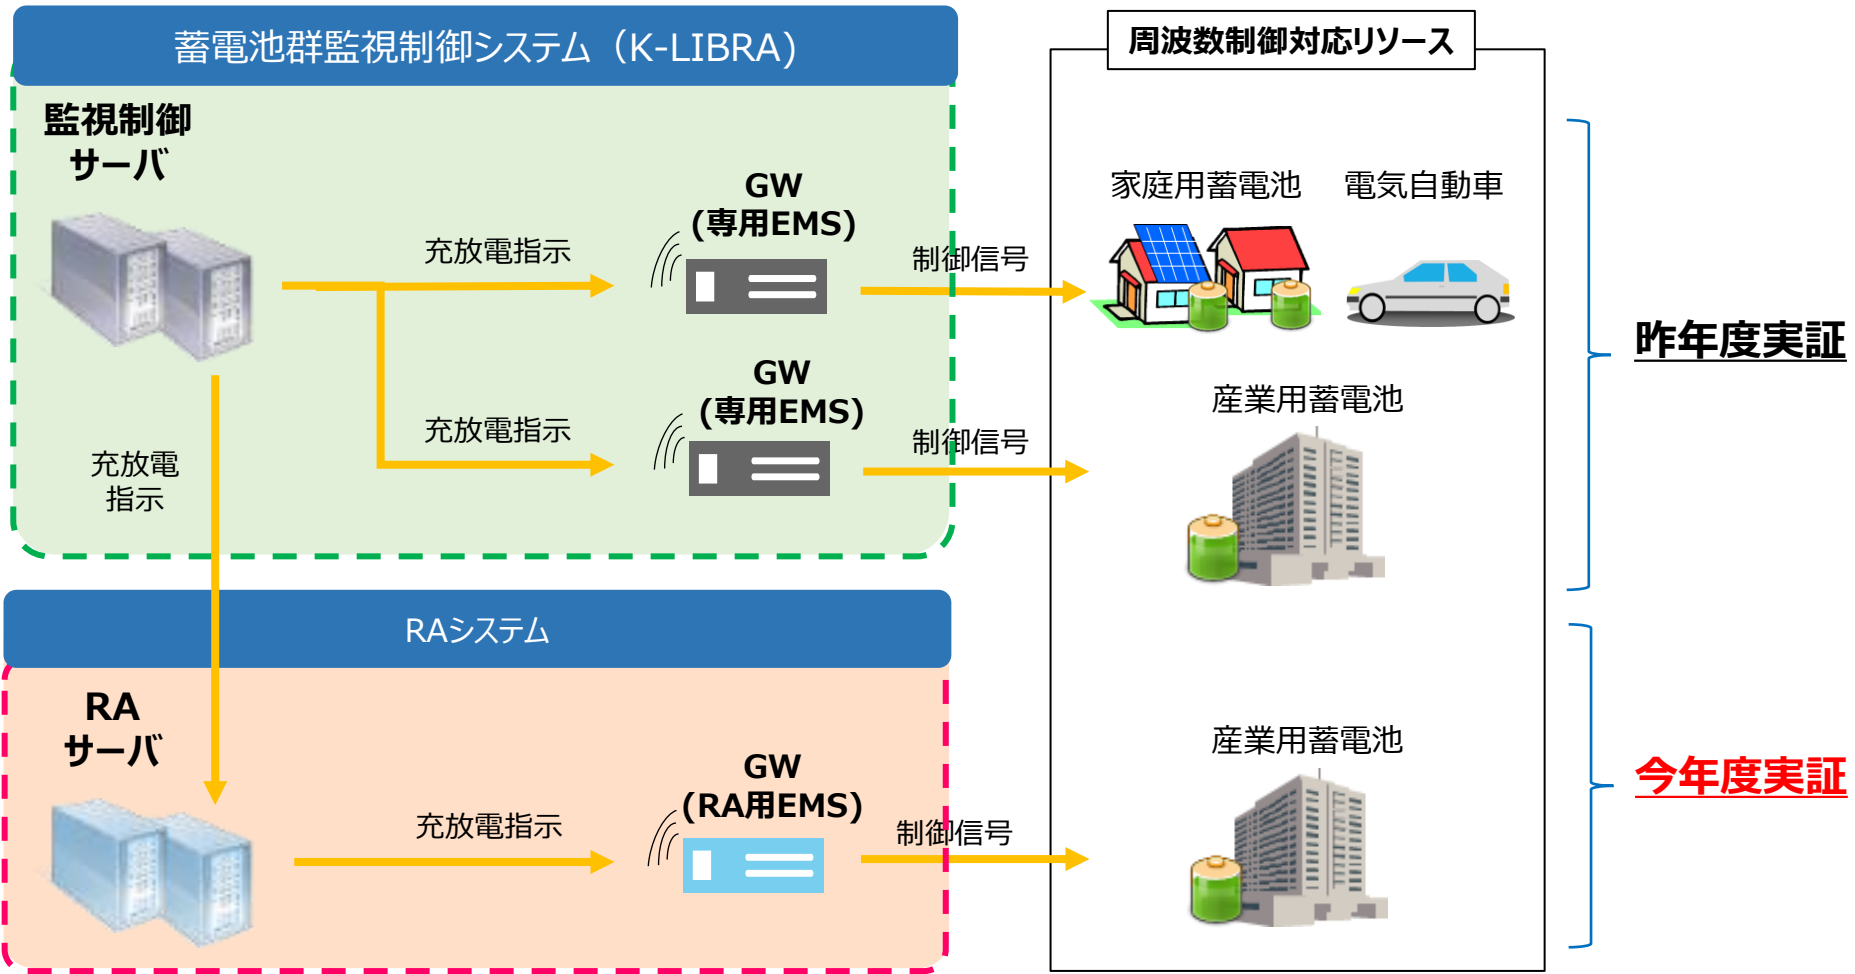 蓄電池群監視制御システム（K-LIBRA)
周波数制御対応リソース
監視制御
サーバ
GW
(専用EMS)
充放電指示
制御信号
家庭用蓄電池
電気自動車
昨年度実証
GW
(専用EMS)
充放電指示
制御信号
産業用蓄電池
充放電
指示
RAシステム
RA
サーバ
GW
(RA用EMS)
充放電指示
制御信号
産業用蓄電池
今年度実証